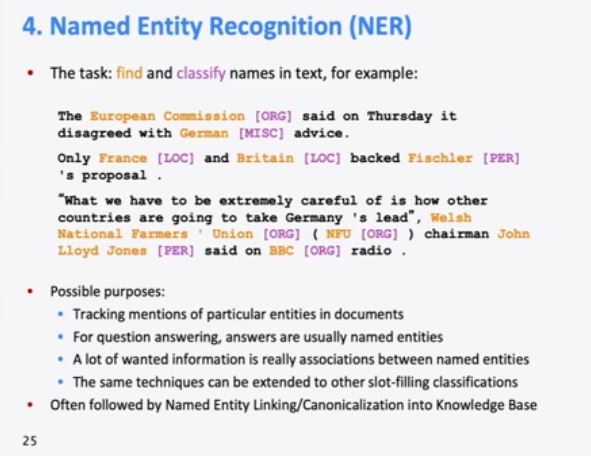 4. Named Entity Recognition (NER)
• The task: find and classify names in text, for example:
The European Commission [ORG] said on Thursday it
disagreed with German [MISC] advice.
Only France [LOC] and Britain [LOC] backed Fischler [PER]
's proposal .
“What we have to be extremely careful of is how other
countries are going to take Germany 's lead”, Welsh
National Farmers ' Union [ORG] ( NFU [ORG] ) chairman John
Lloyd Jones [PER] said on BBC [ORG] radio .
• Possible purposes:
• Tracking mentions of particular entities in documents
• For question answering, answers are usually named entities
• A lot of wanted information is really associations between named entities
• The same techniques can be extended to other slot-filling classifications
• Often followed by Named Entity Linking/Canonicalization into Knowledge Base
25